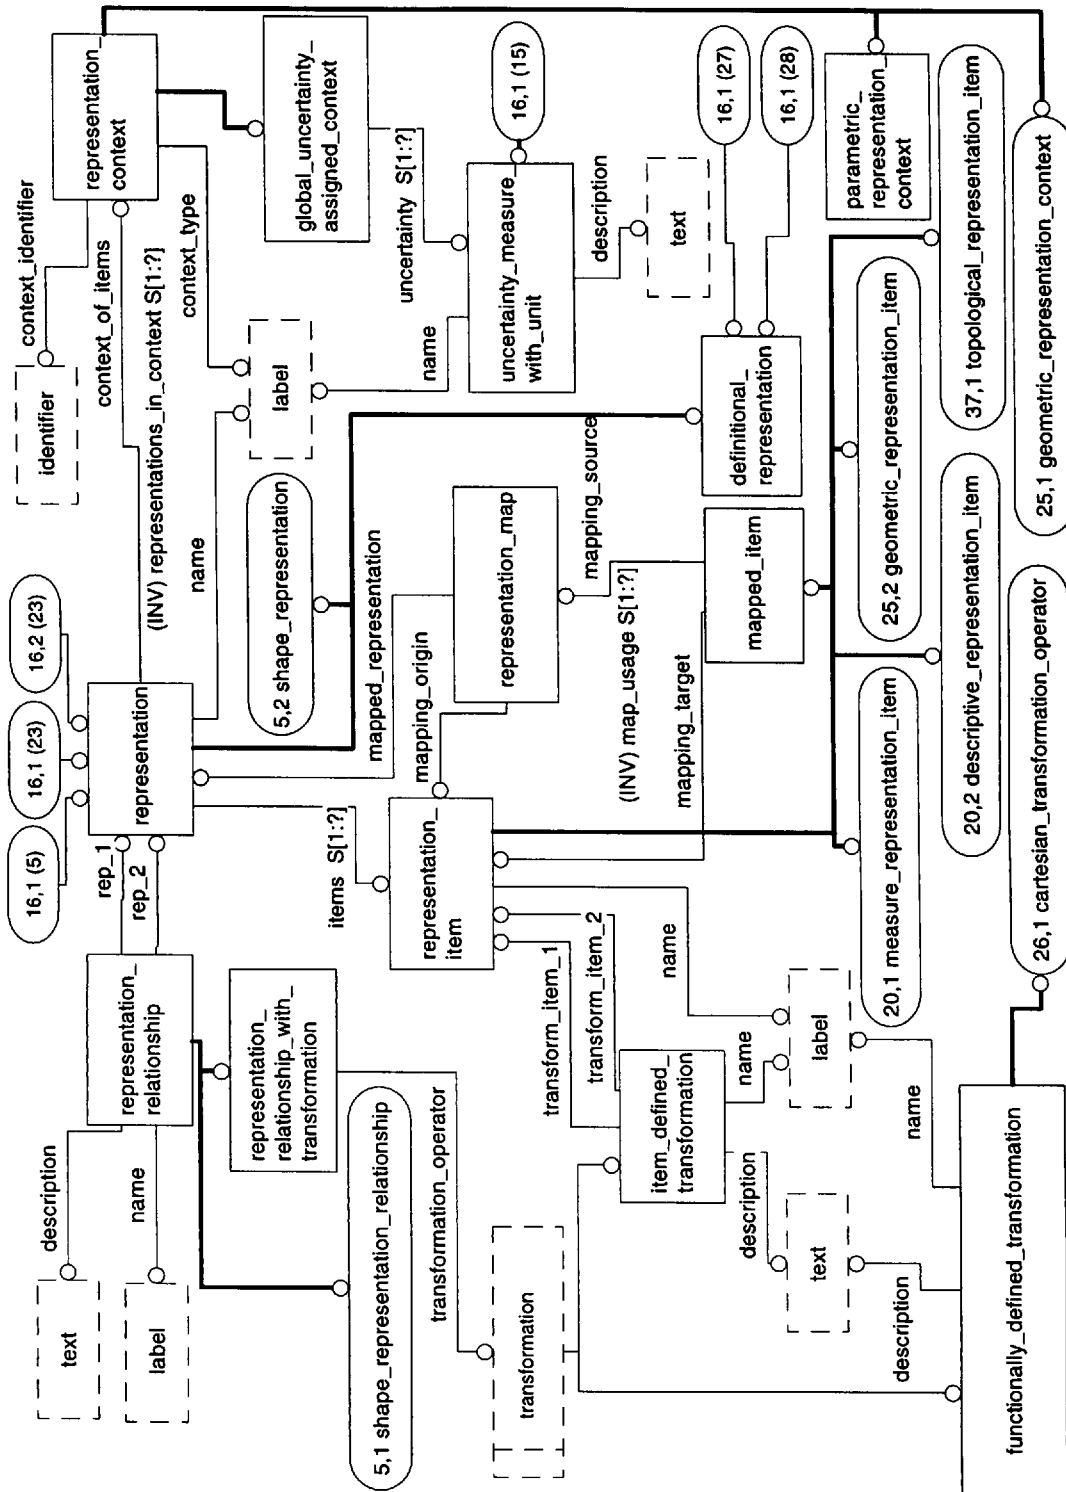 text
description
label
name
representation_
relationship
rep_1
rep_2
16,1 (5)
16,1 (23)
16,2 (23)
representation
(INV) representations_in_context S[1:?]
context_of_items
identifier
context_identifier
representation_
context
context_type
name
label
representation_
relationship_with_
transformation
5,1 shape_representation_relationship
transformation_operator
items S[1:?]
5,2 shape_representation
mapped_representation
mapping_origin
global_uncertainty_
assigned_context
uncertainty S[1:?]
name
uncertainty_measure_
with_unit
16,1 (15)
description
text
representation_
item
representation_map
mapping_source
(INV) map_usage S[1:?]
mapping_target
transformation
transform_item_1
transform_item_2
name
item_defined_
transformation
name
label
description
text
mapped_item
definitional_
representation
16,1 (27)
16,1 (28)
parametric_
representation_
context
20,1 measure_representation_item
25,2 geometric_representation_item
20,2 descriptive_representation_item
37,1 topological_representation_item
description
name
functionally_defined_transformation
26,1 cartesian_transformation_operator
25,1 geometric_representation_context